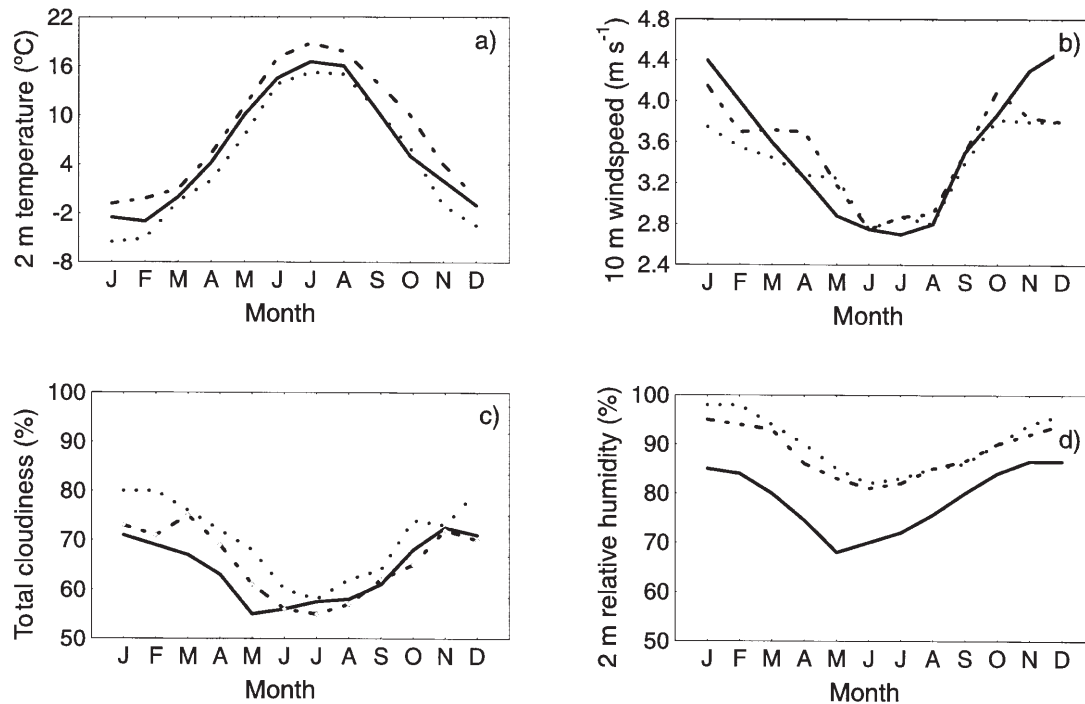 a)
2 m temperature (ºC)
22
16
10
4
-2
-8
J F M A M J J A S O N D
Month
b)
10 m windspeed (m s⁻¹)
4.8
4.4
4.0
3.6
3.2
2.8
2.4
J F M A M J J A S O N D
Month
c)
Total cloudiness (%)
100
90
80
70
60
50
J F M A M J J A S O N D
Month
d)
2 m relative humidity (%)
100
90
80
70
60
50
J F M A M J J A S O N D
Month